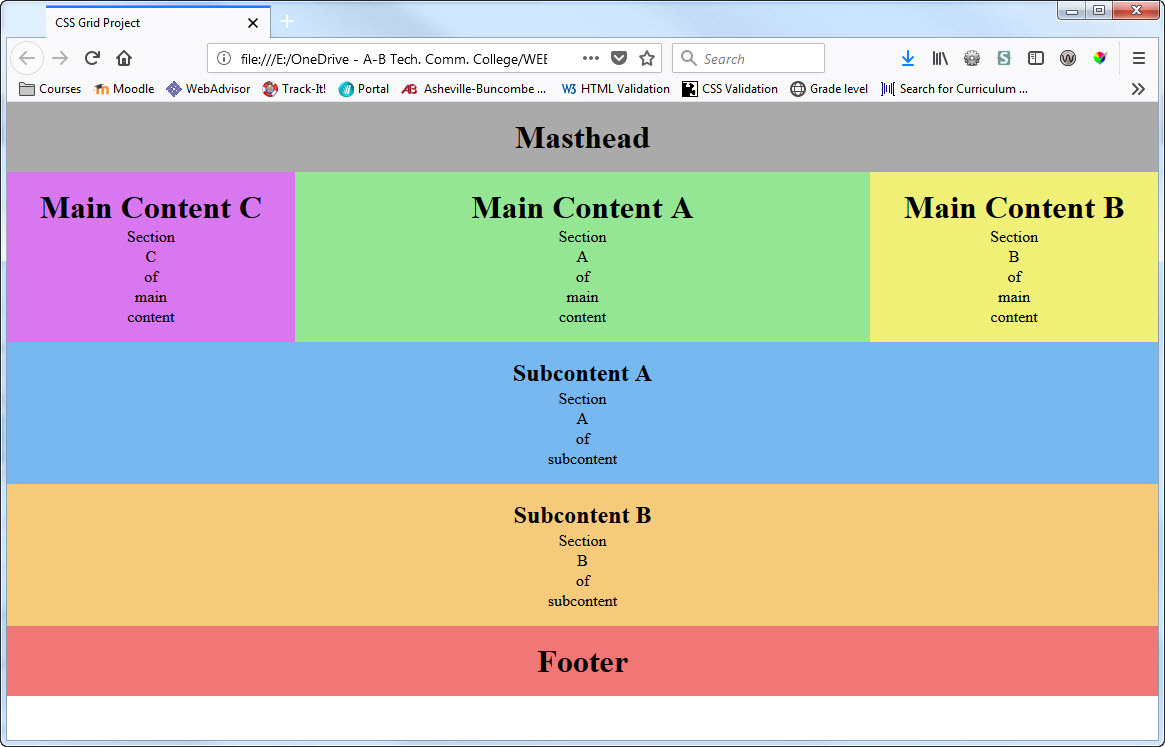 CSS Grid Project
file:///E:/OneDrive - A-B Tech. Comm. College/WEE
Search
Courses Moodle WebAdvisor Track-It! Portal AB Asheville-Buncombe ... W3 HTML Validation CSS Validation Grade level Search for Curriculum ...
Masthead
Main Content C
Section
C
of
main
content
Main Content A
Section
A
of
main
content
Main Content B
Section
B
of
main
content
Subcontent A
Section
A
of
subcontent
Subcontent B
Section
B
of
subcontent
Footer